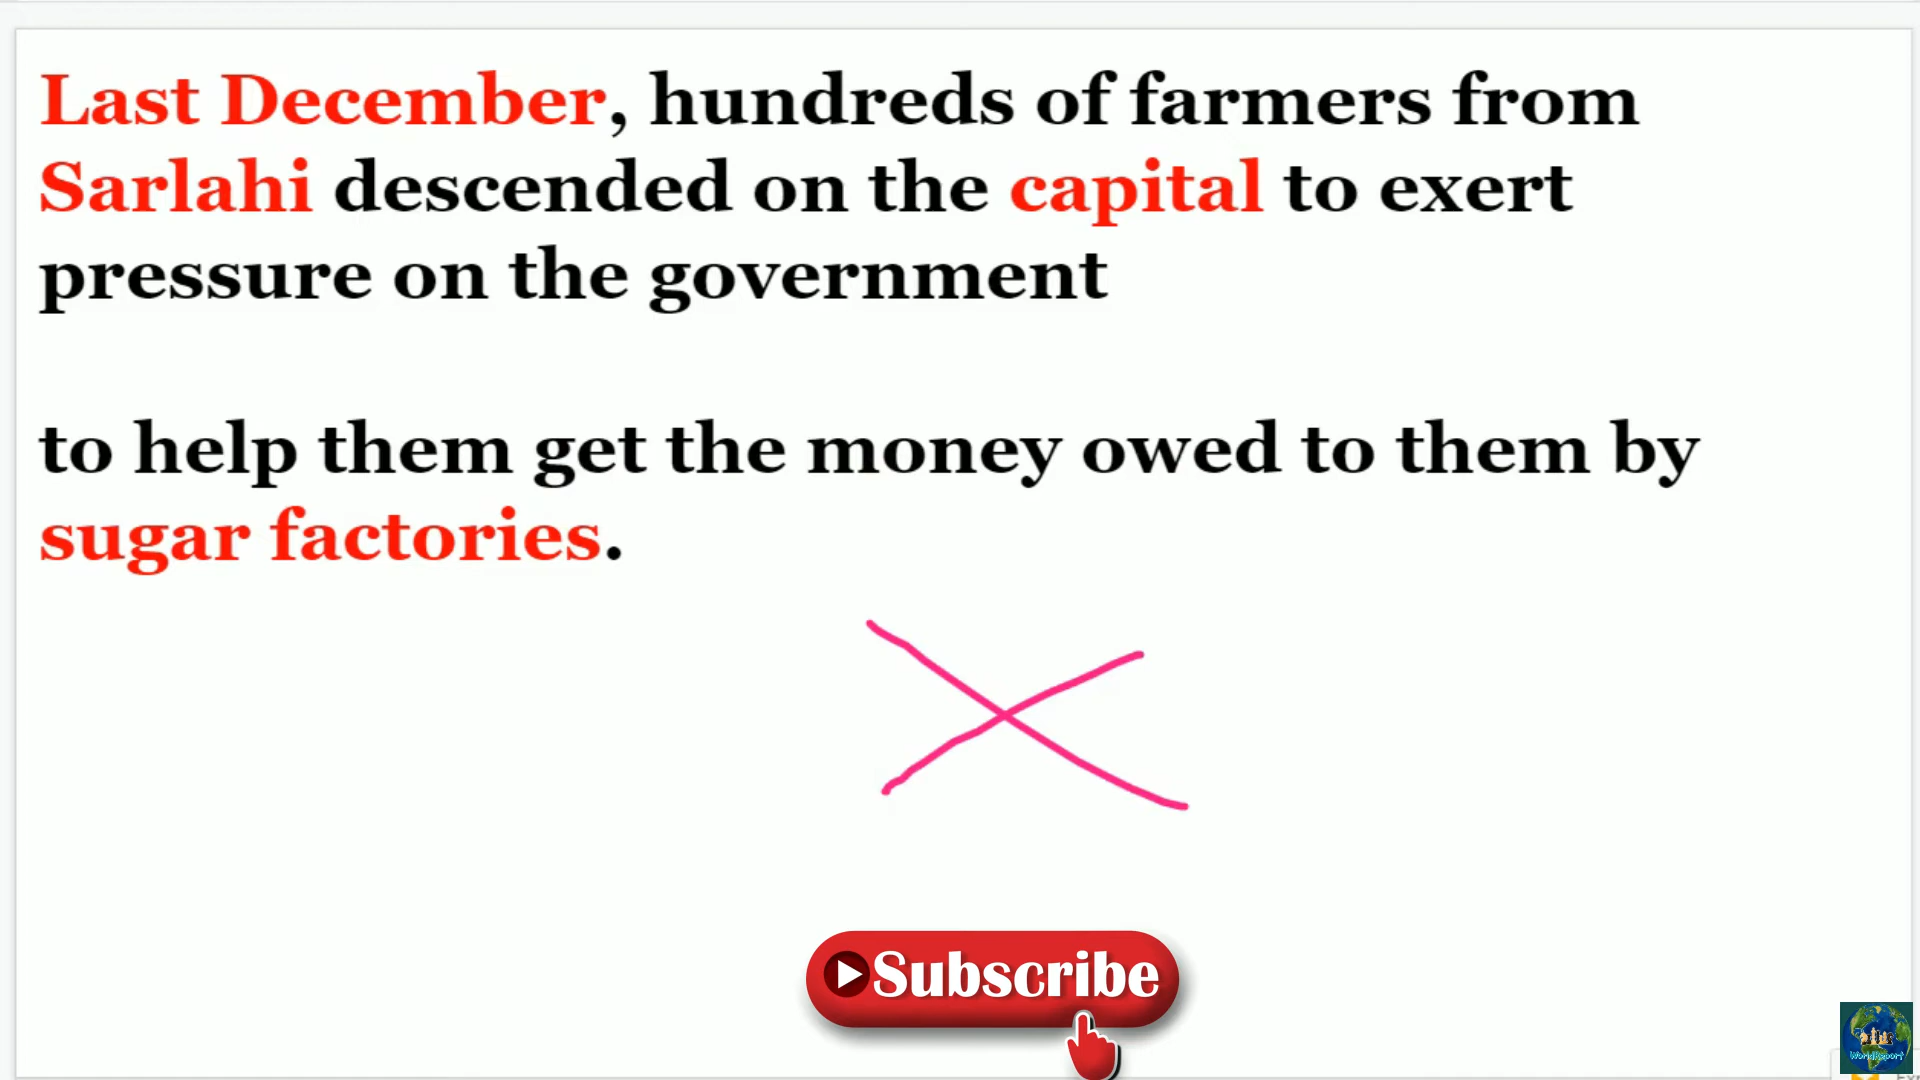 Last December, hundreds of farmers from
Sarlahi descended on the capital to exert
pressure on the government
to help them get the money owed to them by
sugar factories.
Subscribe
WorldReport